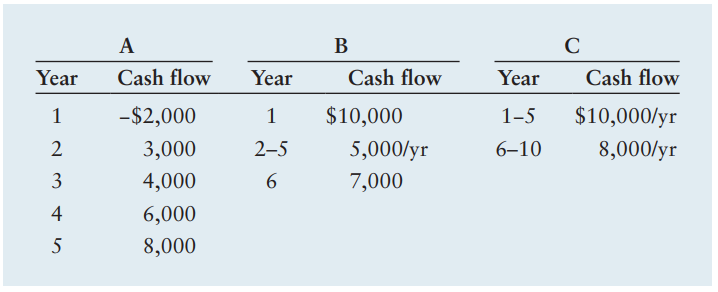 A B C
Year Cash flow Year Cash flow Year Cash flow
1 -$2,000 1 $10,000 1–5 $10,000/yr
2 3,000 2–5 5,000/yr 6–10 8,000/yr
3 4,000 6 7,000
4 6,000
5 8,000